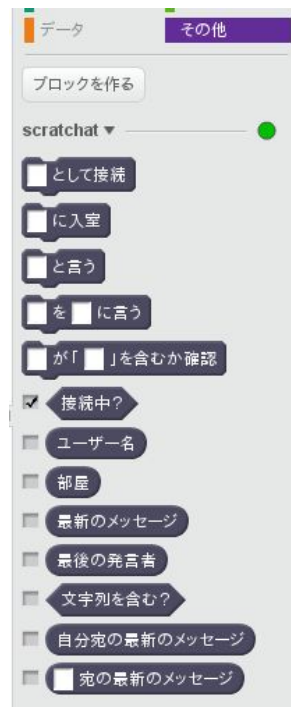 データ
その他
ブロックを作る
scratchat
として接続
に入室
と言う
を に言う
が「 」を含むか確認
接続中?
ユーザー名
部屋
最新のメッセージ
最後の発言者
文字列を含む?
自分宛の最新のメッセージ
宛の最新のメッセージ